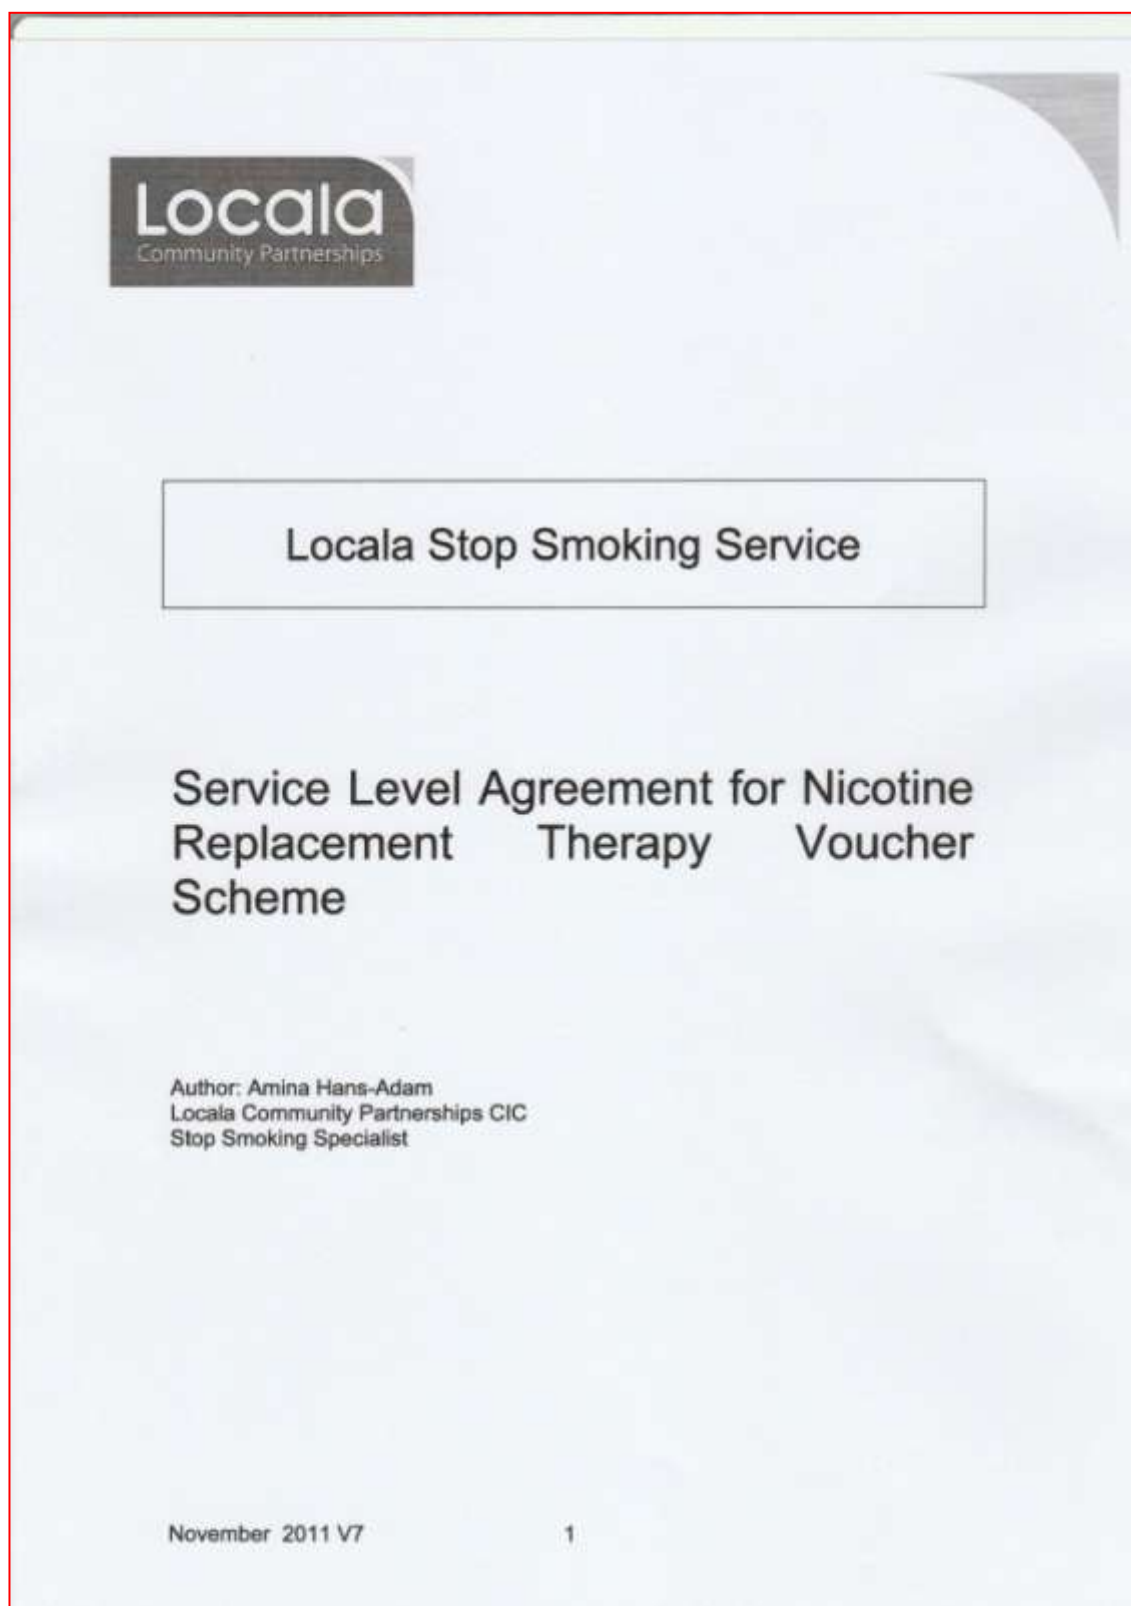 Locala
Community Partnerships
Locala Stop Smoking Service
Service Level Agreement for Nicotine
Replacement Therapy Voucher
Scheme
Author: Amina Hans-Adam
Locala Community Partnerships CIC
Stop Smoking Specialist
November 2011 V7 1